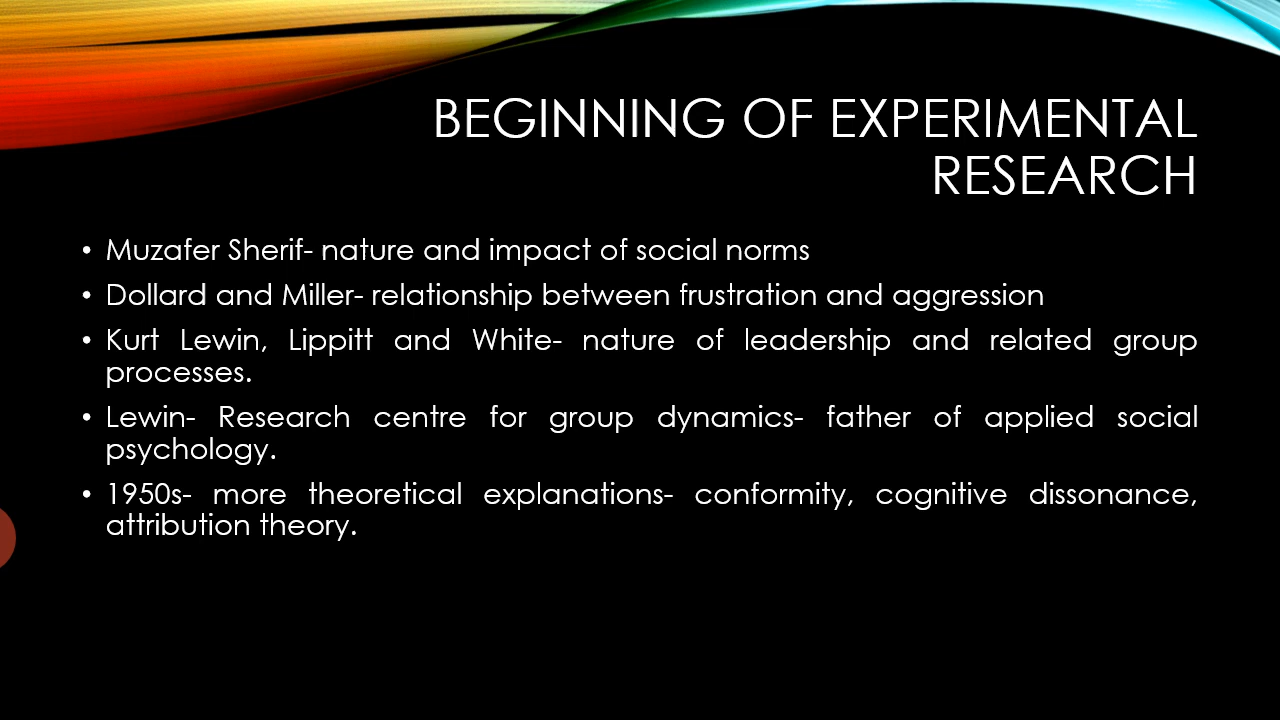 BEGINNING OF EXPERIMENTAL
RESEARCH
• Muzafer Sherif- nature and impact of social norms
• Dollard and Miller- relationship between frustration and aggression
• Kurt Lewin, Lippitt and White- nature of leadership and related group
processes.
• Lewin- Research centre for group dynamics- father of applied social
psychology.
• 1950s- more theoretical explanations- conformity, cognitive dissonance,
attribution theory.